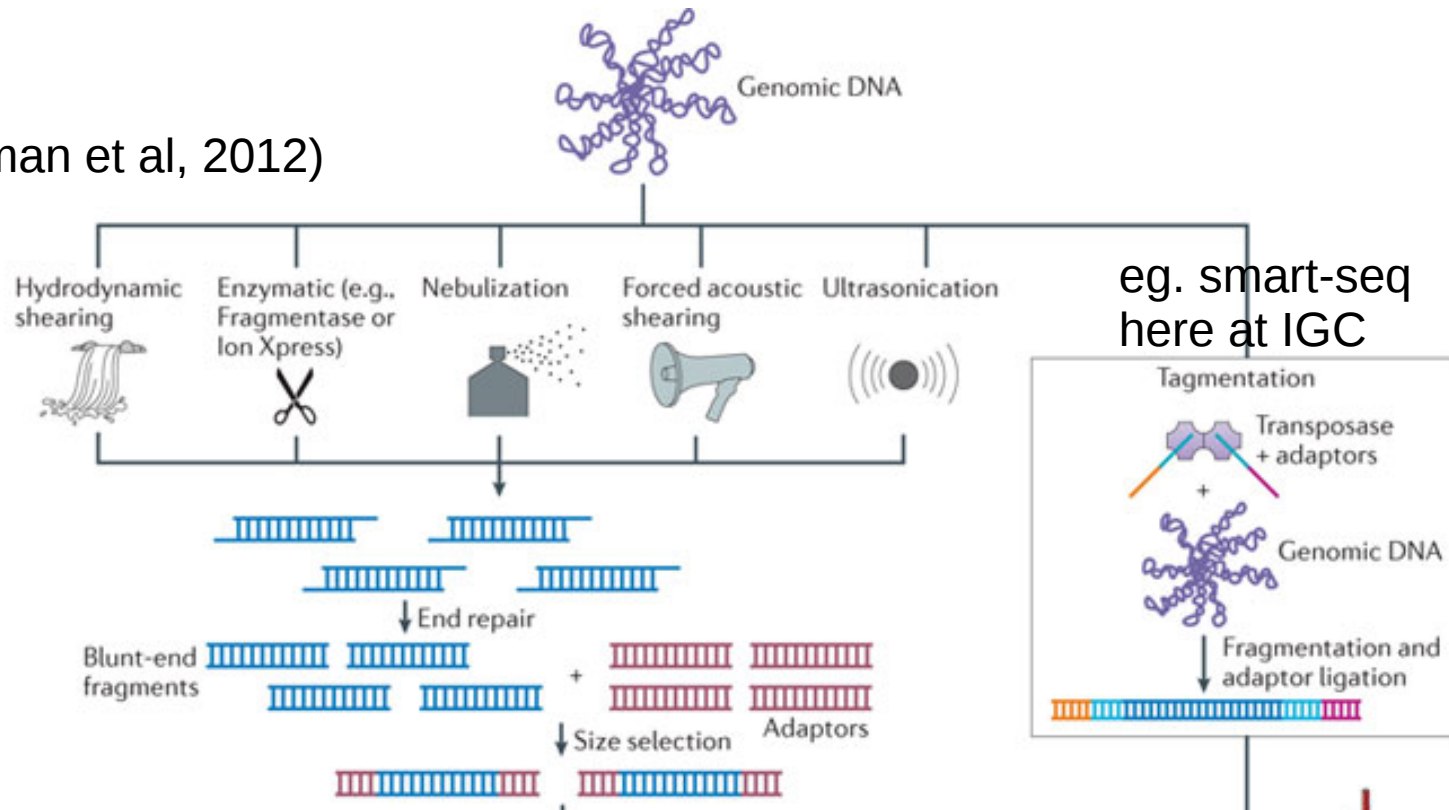 Genomic DNA
man et al, 2012)
Hydrodynamic
shearing
Enzymatic (e.g.,
Fragmentase or
Ion Xpress)
Nebulization
Forced acoustic
shearing
Ultrasonication
eg. smart-seq
here at IGC
Tagmentation
Transposase
+ adaptors
+
Genomic DNA
Fragmentation and
adaptor ligation
End repair
Blunt-end
fragments
+
Adaptors
Size selection